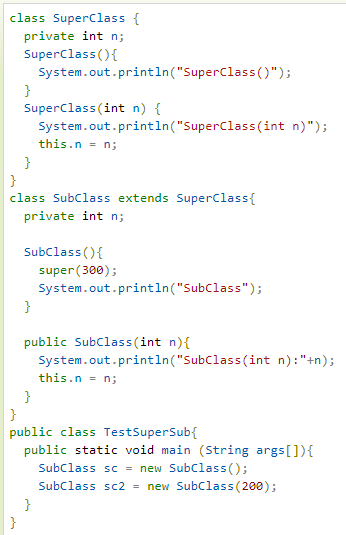 class SuperClass {
  private int n;
  SuperClass(){
    System.out.println("SuperClass()");
  }
  SuperClass(int n) {
    System.out.println("SuperClass(int n)");
    this.n = n;
  }
}
class SubClass extends SuperClass{
  private int n;

  SubClass(){
    super(300);
    System.out.println("SubClass");
  }

  public SubClass(int n){
    System.out.println("SubClass(int n):"+n);
    this.n = n;
  }
}
public class TestSuperSub{
  public static void main (String args[]){
    SubClass sc = new SubClass();
    SubClass sc2 = new SubClass(200);
  }
}